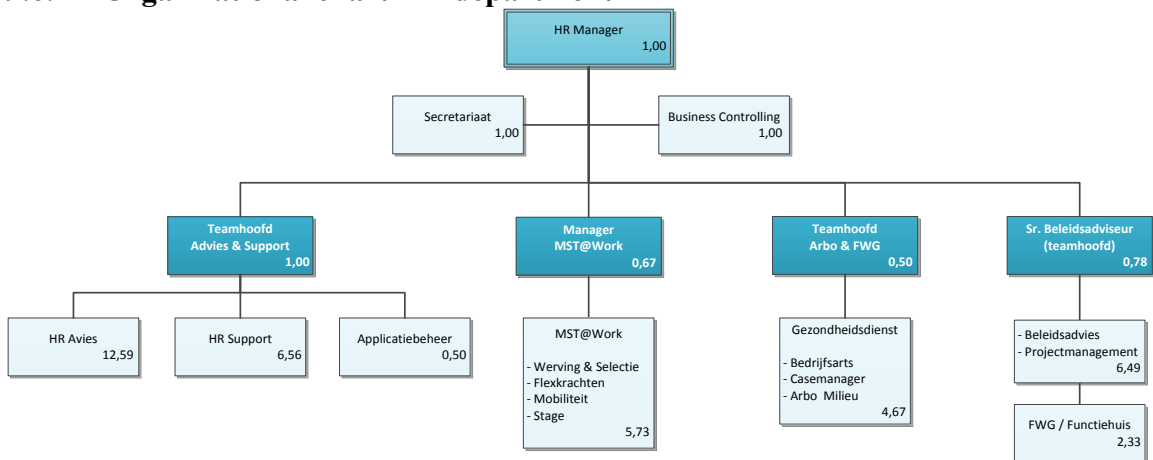 HR Manager
1,00
Secretariaat
1,00
Business Controlling
1,00
Teamhoofd
Advies & Support
1,00
Manager
MST@Work
0,67
Teamhoofd
Arbo & FWG
0,50
Sr. Beleidsadviseur
(teamhoofd)
0,78
HR Avies
12,59
HR Support
6,56
Applicatiebeheer
0,50
MST@Work
- Werving & Selectie
- Flexkrachten
- Mobiliteit
- Stage
5,73
Gezondheidsdienst
- Bedrijfsarts
- Casemanager
- Arbo Milieu
4,67
- Beleidsadvies
- Projectmanagement
6,49
FWG / Functiehuis
2,33